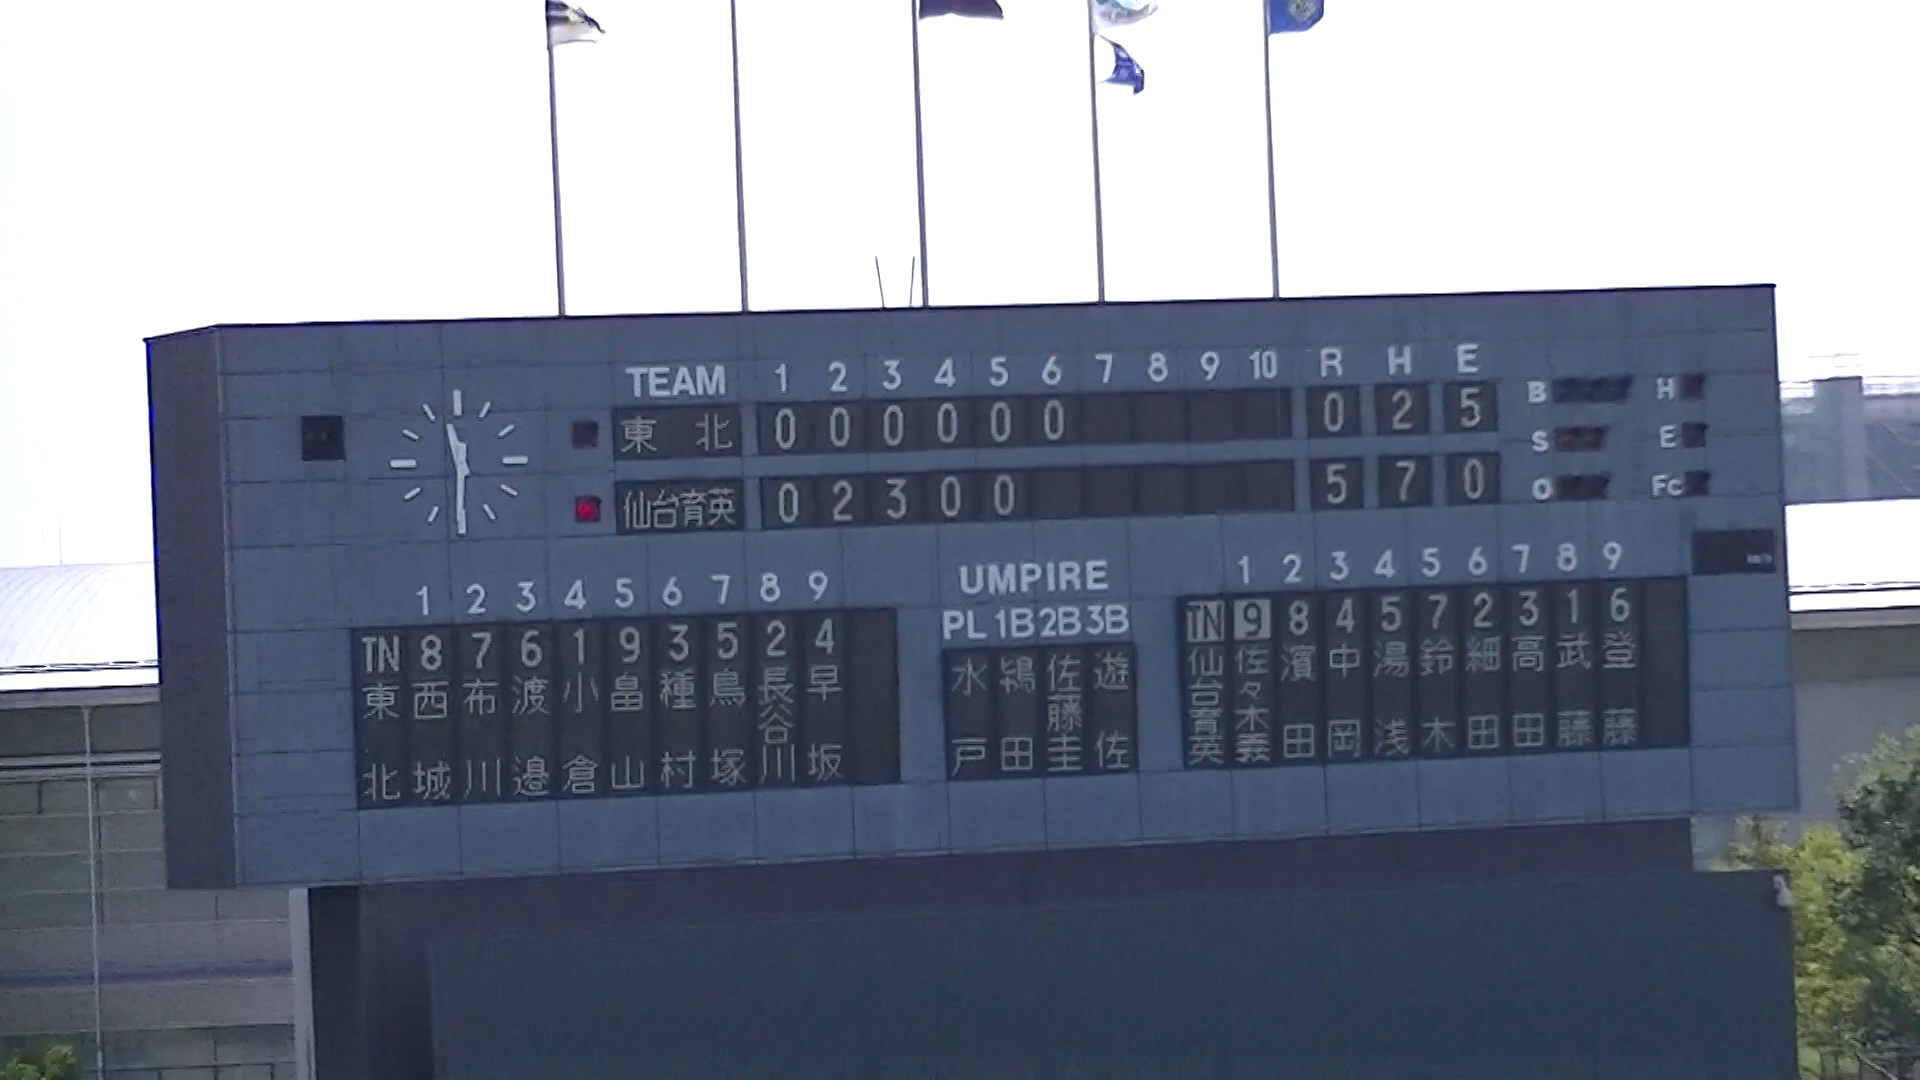 TEAM 1 2 3 4 5 6 7 8 9 10 R H E
東北 0 0 0 0 0 0 0 2 5
仙台育英 0 2 3 0 0 5 7 0
B H
S E
O Fc
1 2 3 4 5 6 7 8 9
TN 8 7 6 1 9 3 5 2 4
東北
西城
布川
渡邉
小倉
畠山
種村
鳥塚
長谷川
早坂
UMPIRE
PL 1B 2B 3B
水戸
鵇田
佐藤圭
遊佐
1 2 3 4 5 6 7 8 9
TN 9 8 4 5 7 2 3 1 6
仙台育英
佐々木義
濱田
中岡
湯浅
鈴木
細田
高田
武藤
登藤